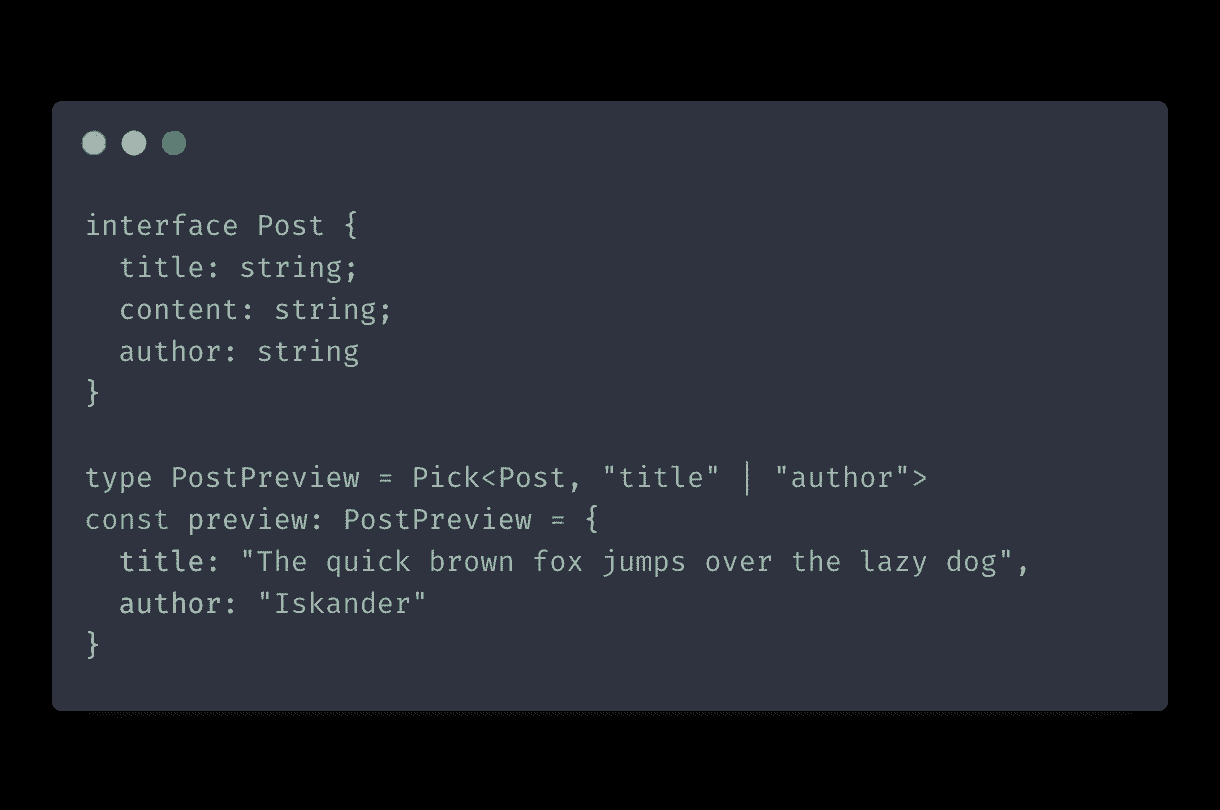 interface Post {
  title: string;
  content: string;
  author: string
}

type PostPreview = Pick<Post, "title" | "author">
const preview: PostPreview = {
  title: "The quick brown fox jumps over the lazy dog",
  author: "Iskander"
}